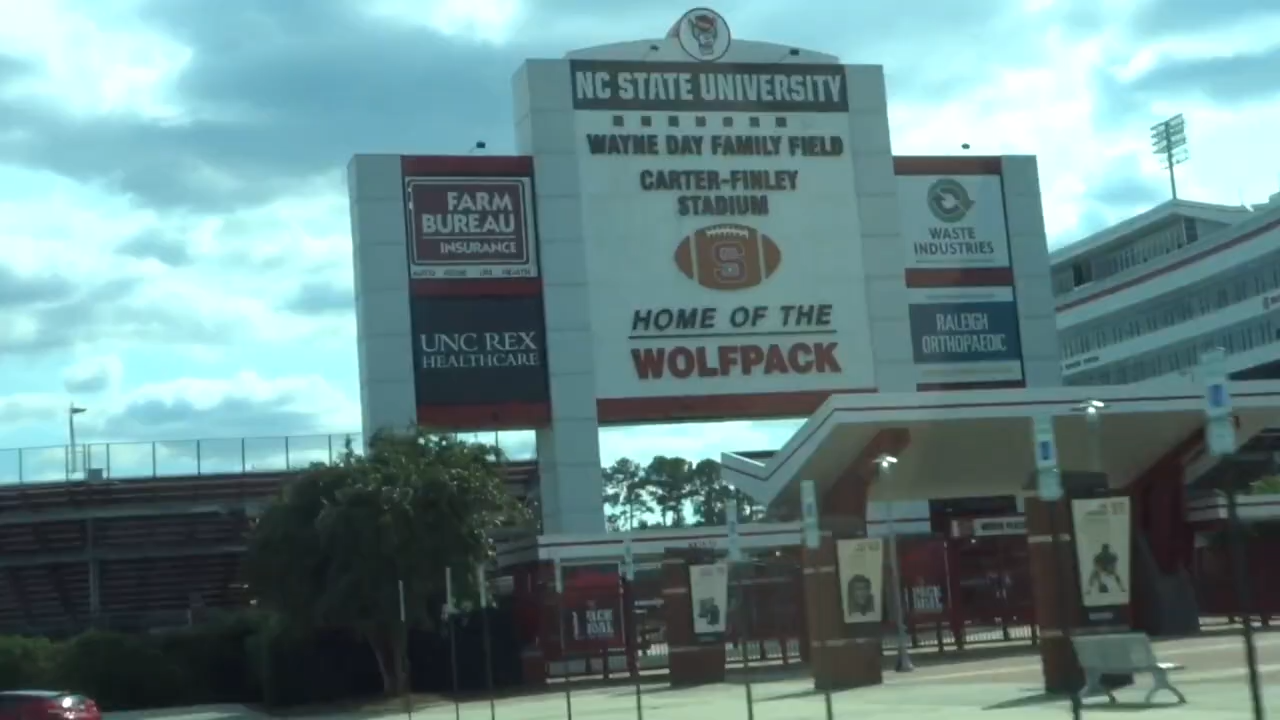 NC STATE UNIVERSITY
WAYNE DAY FAMILY FIELD
CARTER-FINLEY
STADIUM
S
HOME OF THE
WOLFPACK
FARM
BUREAU
INSURANCE
UNC REX
HEALTHCARE
WASTE
INDUSTRIES
RALEIGH
ORTHOPAEDIC